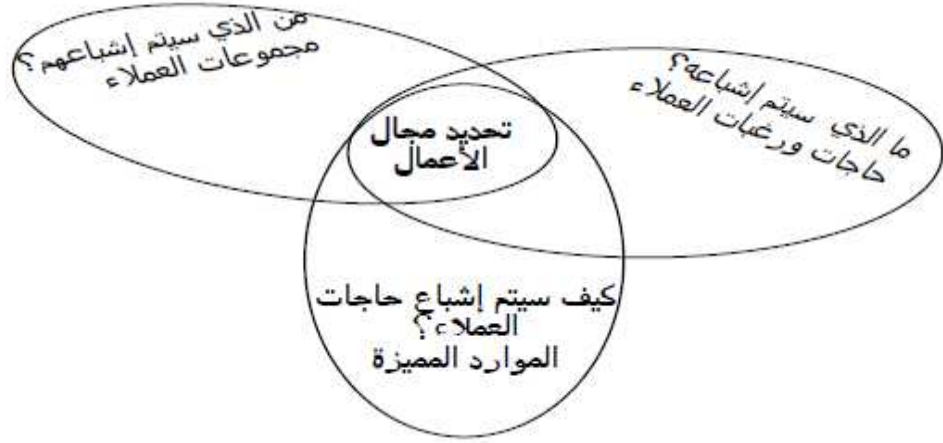 من الذي سيتم إشباعهم؟
مجموعات العملاء
ما الذي سيتم إشباعه؟
حاجات ورغبات العملاء
تحديد مجال
الأعمال
كيف سيتم إشباع حاجات
العملاء؟
الموارد المميزة